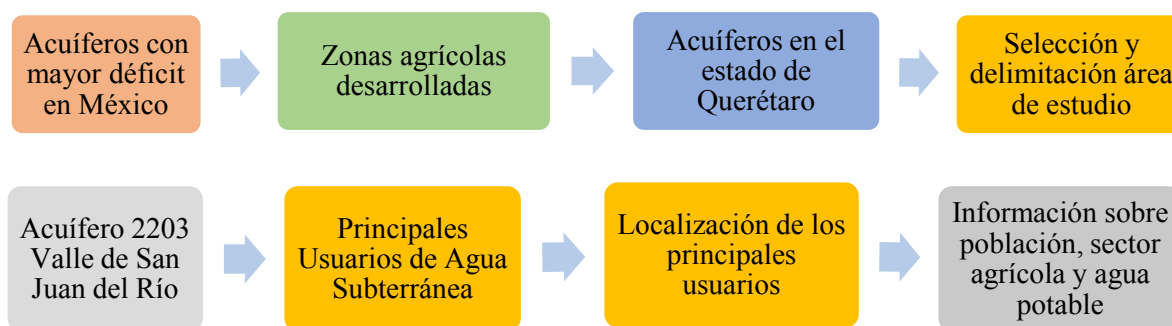 Acuíferos con
mayor déficit
en México
Zonas agrícolas
desarrolladas
Acuíferos en el
estado de
Querétaro
Selección y
delimitación área
de estudio
Acuífero 2203
Valle de San
Juan del Río
Principales
Usuarios de Agua
Subterránea
Localización de los
principales
usuarios
Información sobre
población, sector
agrícola y agua
potable